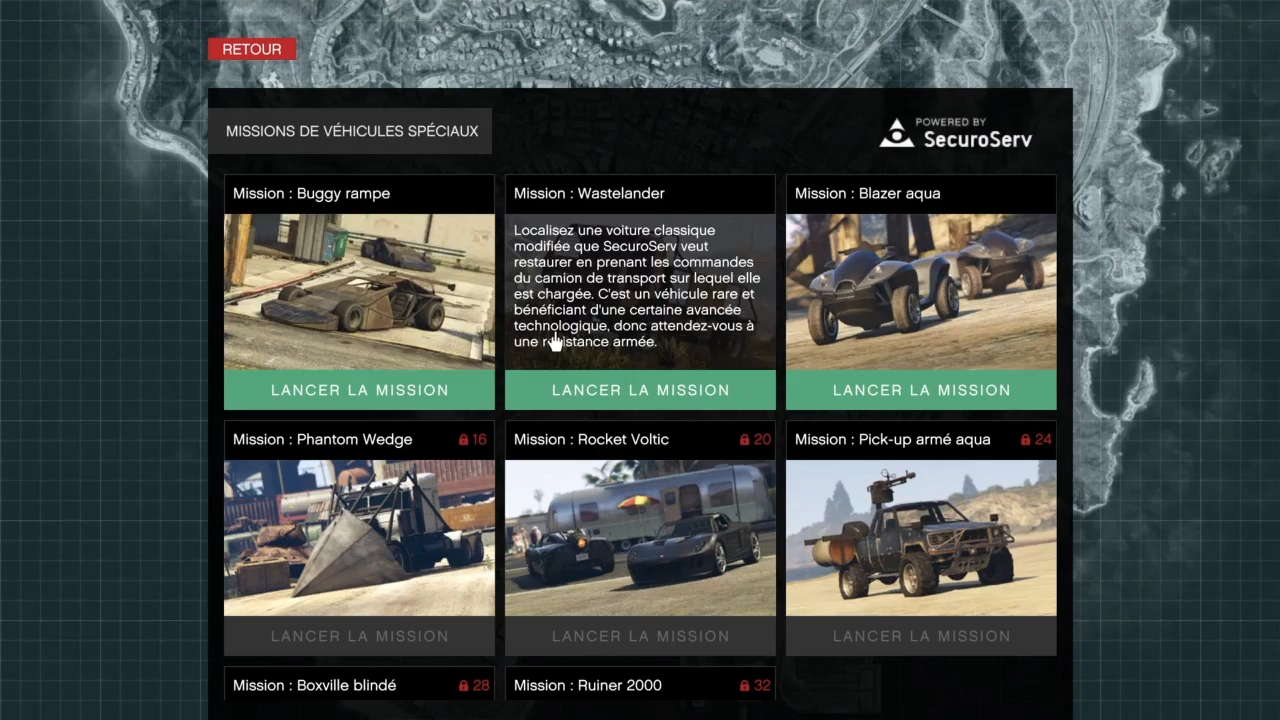 RETOUR
MISSIONS DE VÉHICULES SPÉCIAUX
POWERED BY
SecuroServ
Mission : Buggy rampe
Mission : Wastelander
Mission : Blazer aqua
Localisez une voiture classique
modifiée que SecuroServ veut
restaurer en prenant les commandes
du camion de transport sur lequel elle
est chargée. C'est un véhicule rare et
bénéficiant d'une certaine avancée
technologique, donc attendez-vous à
une résistance armée.
LANCER LA MISSION
LANCER LA MISSION
LANCER LA MISSION
Mission : Phantom Wedge 16
Mission : Rocket Voltic 20
Mission : Pick-up armé aqua 24
LANCER LA MISSION
LANCER LA MISSION
LANCER LA MISSION
Mission : Boxville blindé 28
Mission : Ruiner 2000 32